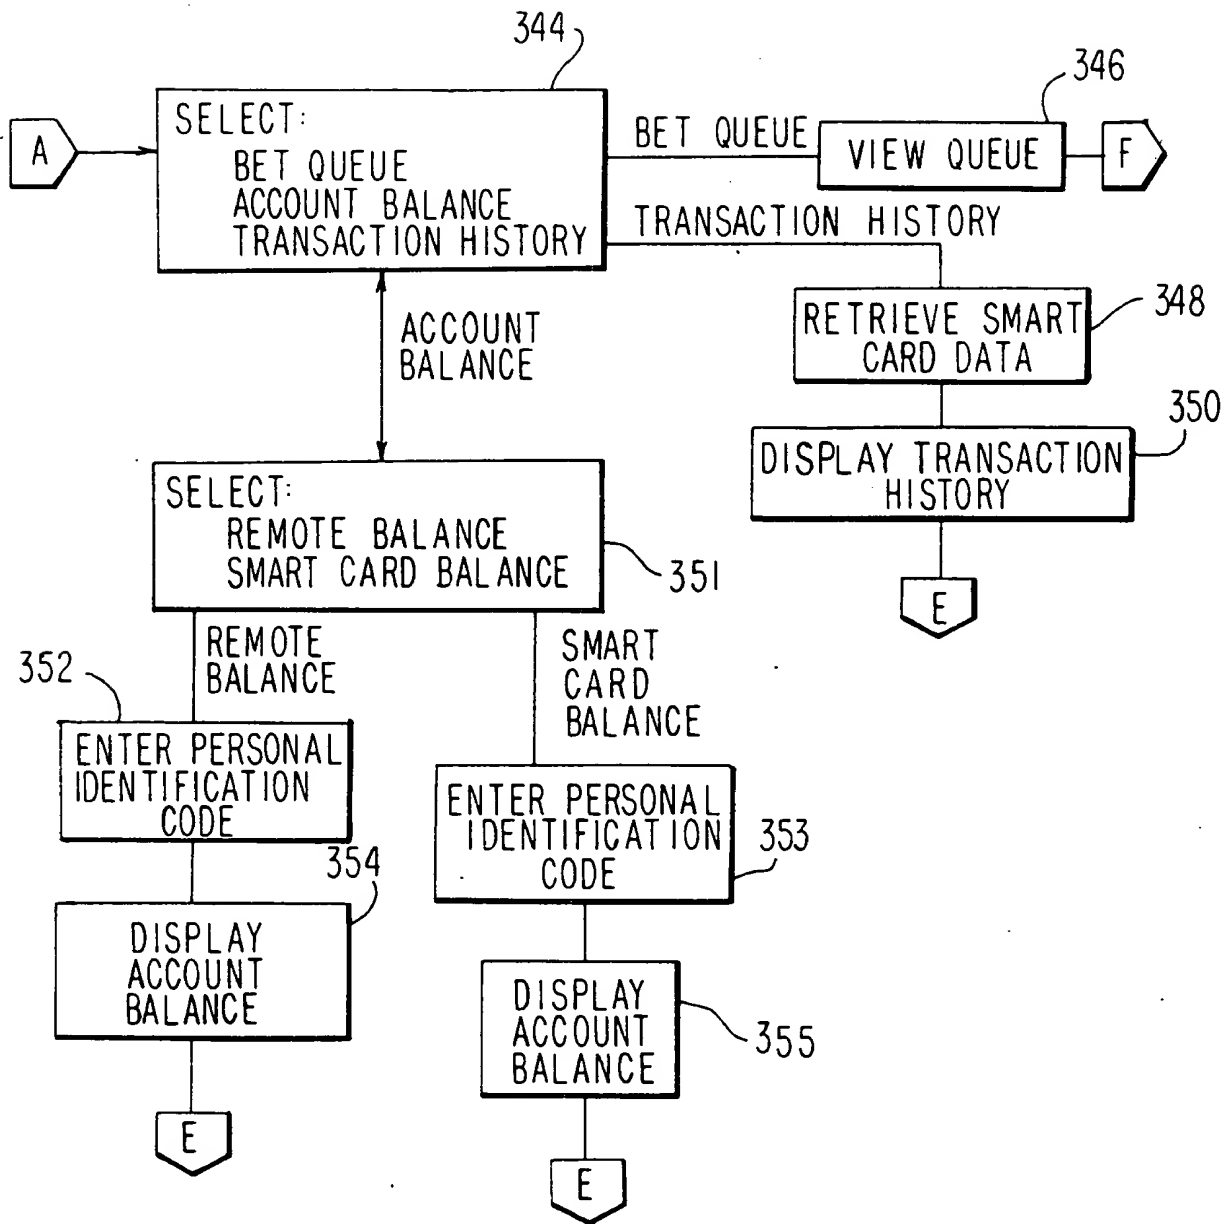 344
346
A
SELECT:
BET QUEUE
ACCOUNT BALANCE
TRANSACTION HISTORY
BET QUEUE
VIEW QUEUE
F
TRANSACTION HISTORY
348
RETRIEVE SMART
CARD DATA
350
DISPLAY TRANSACTION
HISTORY
E
ACCOUNT
BALANCE
SELECT:
REMOTE BALANCE
SMART CARD BALANCE
351
REMOTE
BALANCE
SMART
CARD
BALANCE
352
ENTER PERSONAL
IDENTIFICATION
CODE
354
DISPLAY
ACCOUNT
BALANCE
E
ENTER PERSONAL
IDENTIFICATION
CODE
353
DISPLAY
ACCOUNT
BALANCE
355
E